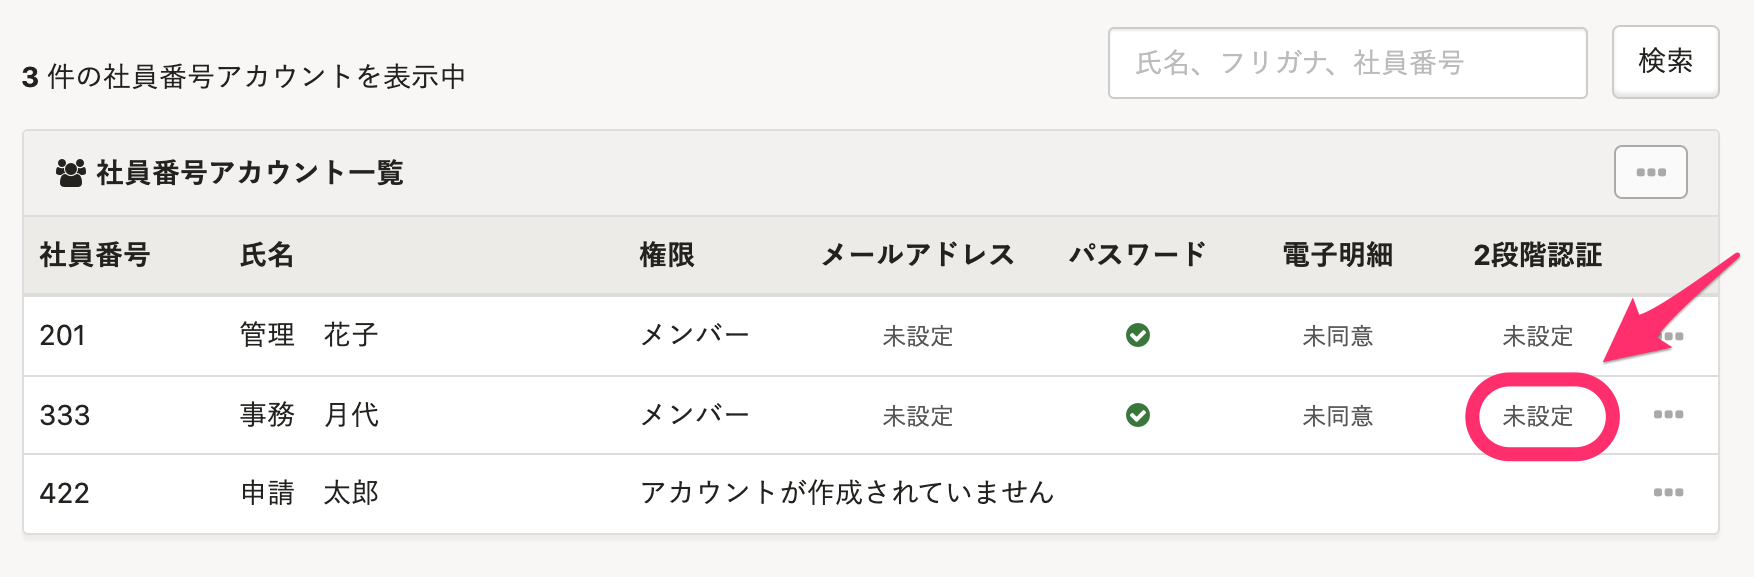 3 件の社員番号アカウントを表示中
氏名、フリガナ、社員番号
検索
社員番号アカウント一覧
社員番号 氏名 権限 メールアドレス パスワード 電子明細 2段階認証
201 管理　花子 メンバー 未設定 未同意 未設定
333 事務　月代 メンバー 未設定 未同意 未設定
422 申請　太郎 アカウントが作成されていません